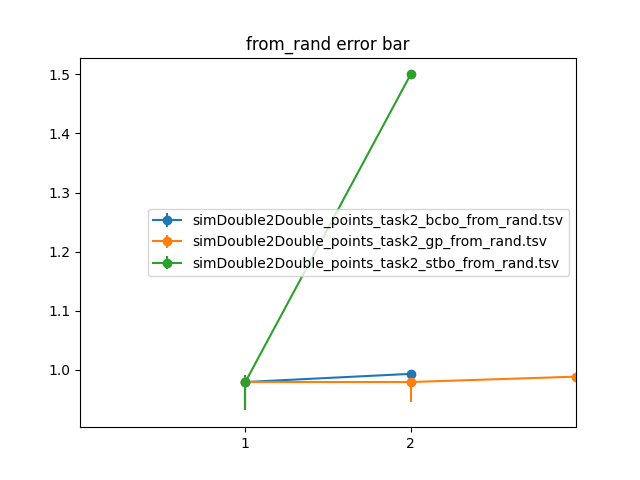 from_rand error bar
1.5
1.4
1.3
1.2
1.1
1.0
simDouble2Double_points_task2_bcbo_from_rand.tsv
simDouble2Double_points_task2_gp_from_rand.tsv
simDouble2Double_points_task2_stbo_from_rand.tsv
1
2